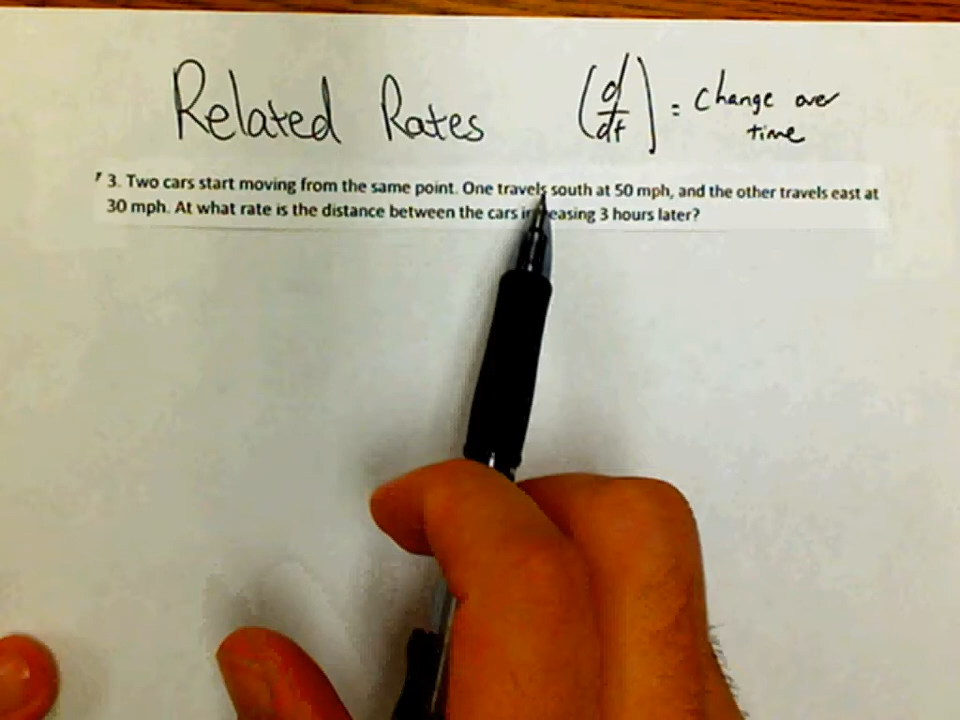 Related Rates (d/dt) = Change over time
3. Two cars start moving from the same point. One travels south at 50 mph, and the other travels east at
30 mph. At what rate is the distance between the cars increasing 3 hours later?